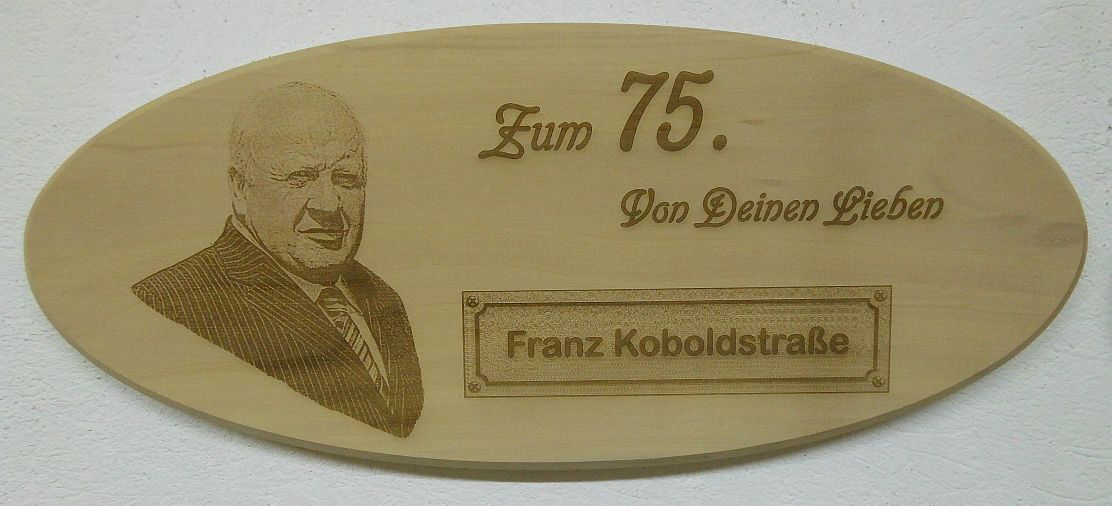 Zum 75.
Von Deinen Lieben
Franz Koboldstraße